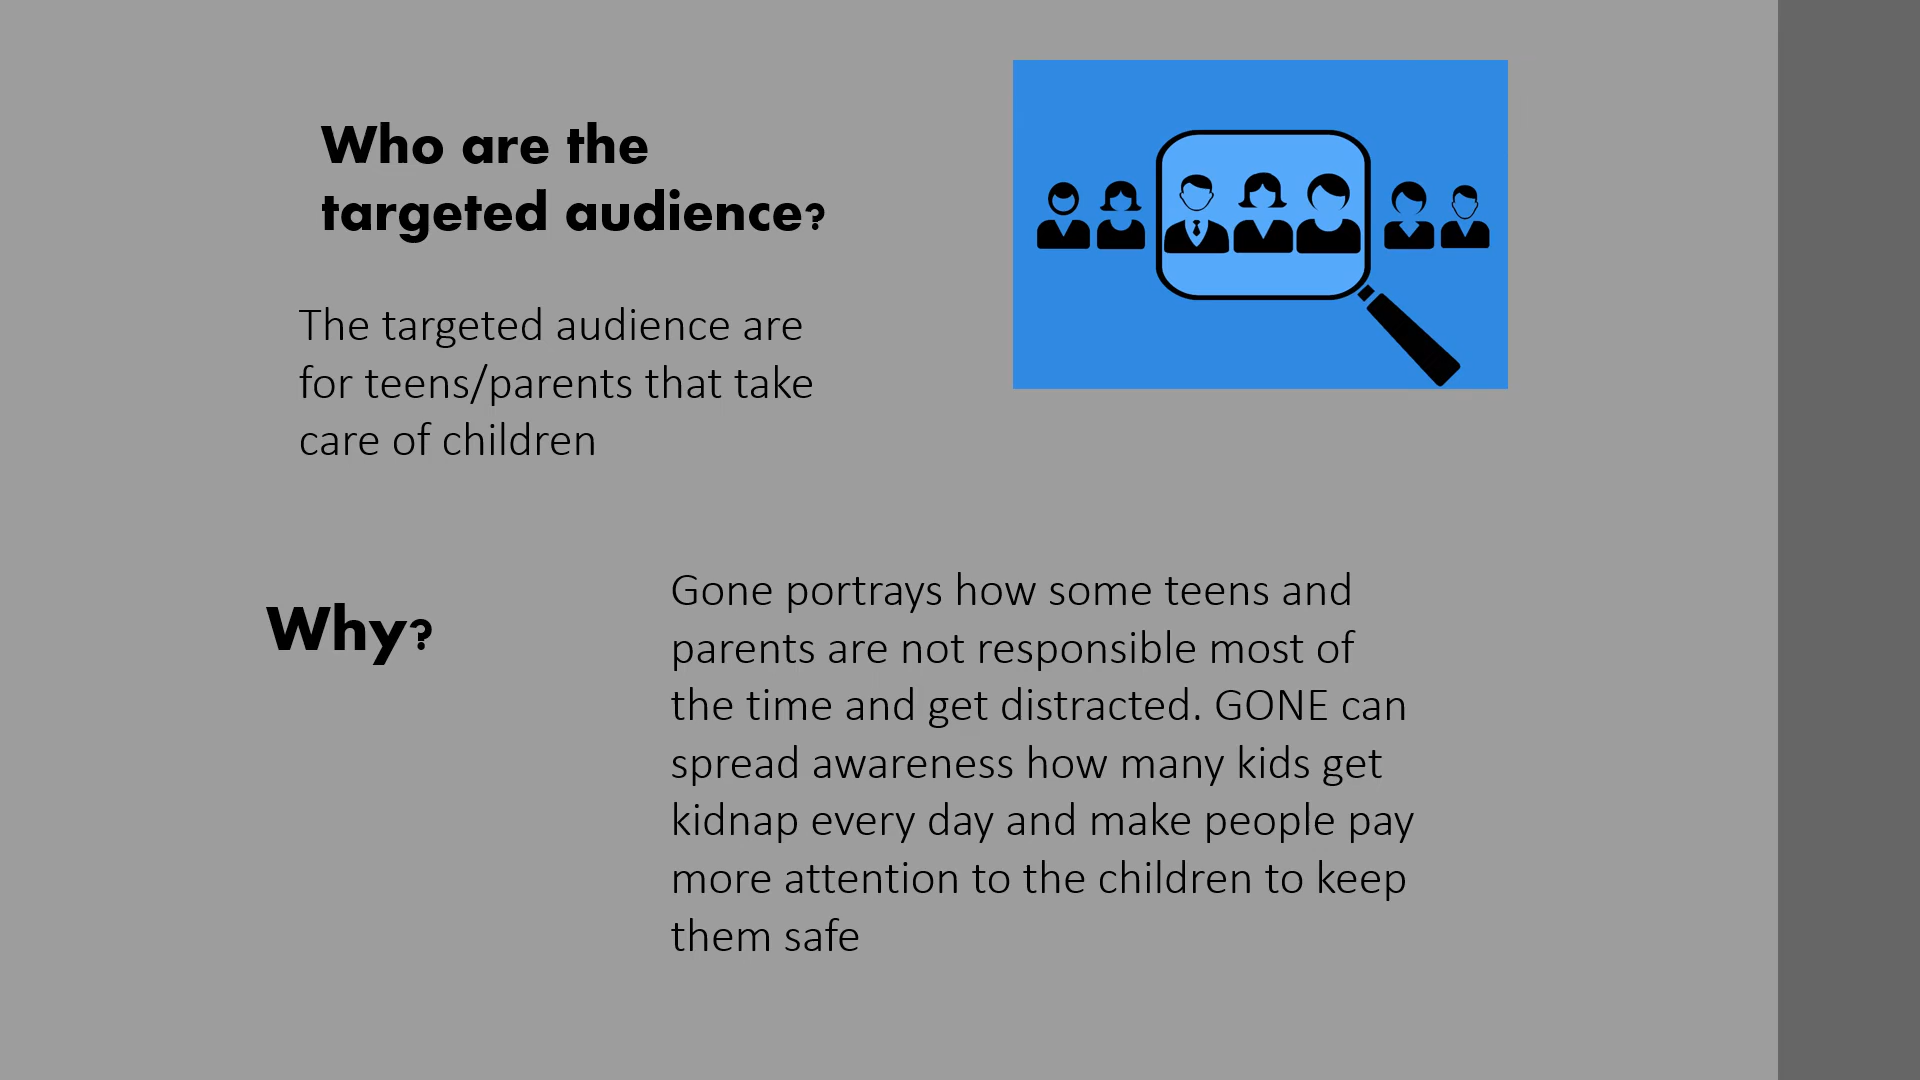 Who are the
targeted audience?
The targeted audience are
for teens/parents that take
care of children
Why?
Gone portrays how some teens and
parents are not responsible most of
the time and get distracted. GONE can
spread awareness how many kids get
kidnap every day and make people pay
more attention to the children to keep
them safe